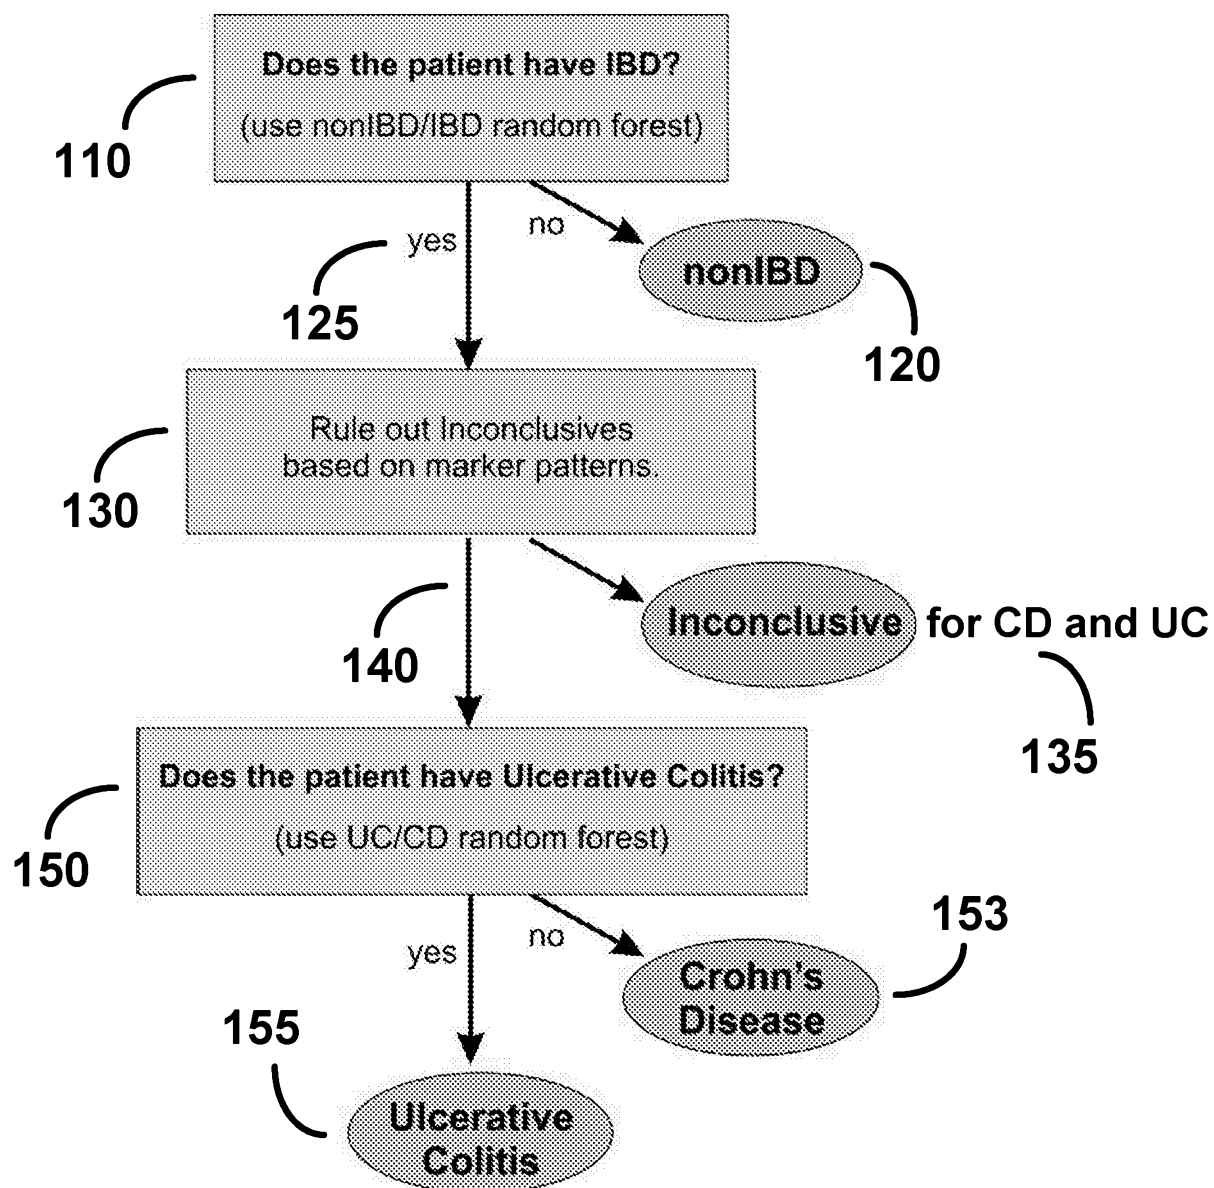 Does the patient have IBD?
(use nonIBD/IBD random forest)
110
yes
no
nonIBD
125
120
Rule out Inconclusives
based on marker patterns.
130
140
Inconclusive for CD and UC
135
Does the patient have Ulcerative Colitis?
(use UC/CD random forest)
150
yes
no
153
Crohn's
Disease
155
Ulcerative
Colitis